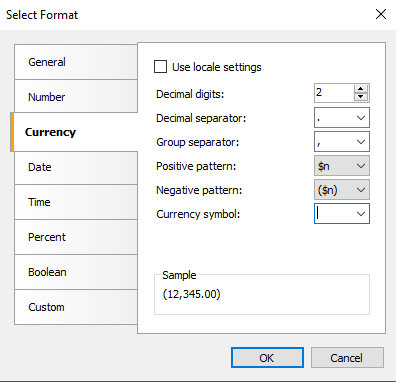 Select Format
General
Number
Currency
Date
Time
Percent
Boolean
Custom
Use locale settings
Decimal digits: 2
Decimal separator: .
Group separator: ,
Positive pattern: $n
Negative pattern: ($n)
Currency symbol:
Sample
(12,345.00)
OK Cancel